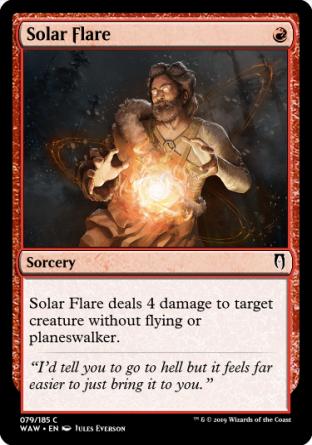 Solar Flare
Sorcery
Solar Flare deals 4 damage to target
creature without flying or
planeswalker.
“I’d tell you to go to hell but it feels far
easier to just bring it to you.”
079/185 C
WAW • EN Jules Everson
™ & © 2019 Wizards of the Coast